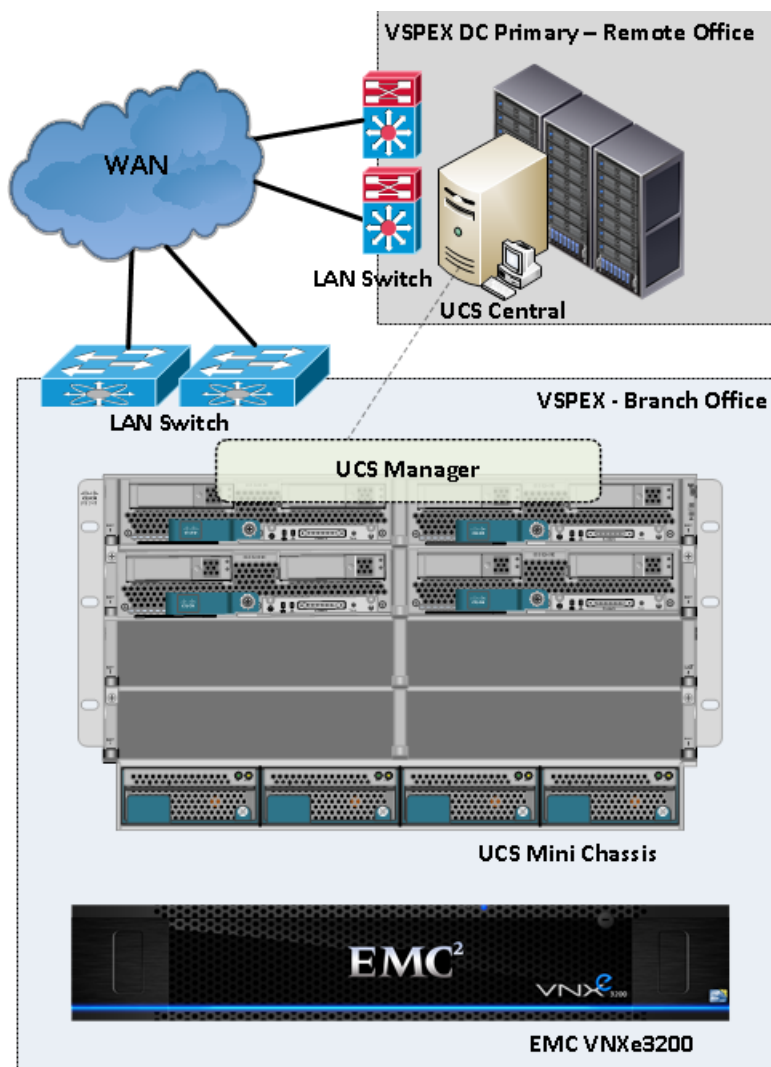 VSPEX DC Primary – Remote Office
WAN
LAN Switch
UCS Central
VSPEX - Branch Office
LAN Switch
UCS Manager
UCS Mini Chassis
EMC²
VNXe 3200
EMC VNXe3200